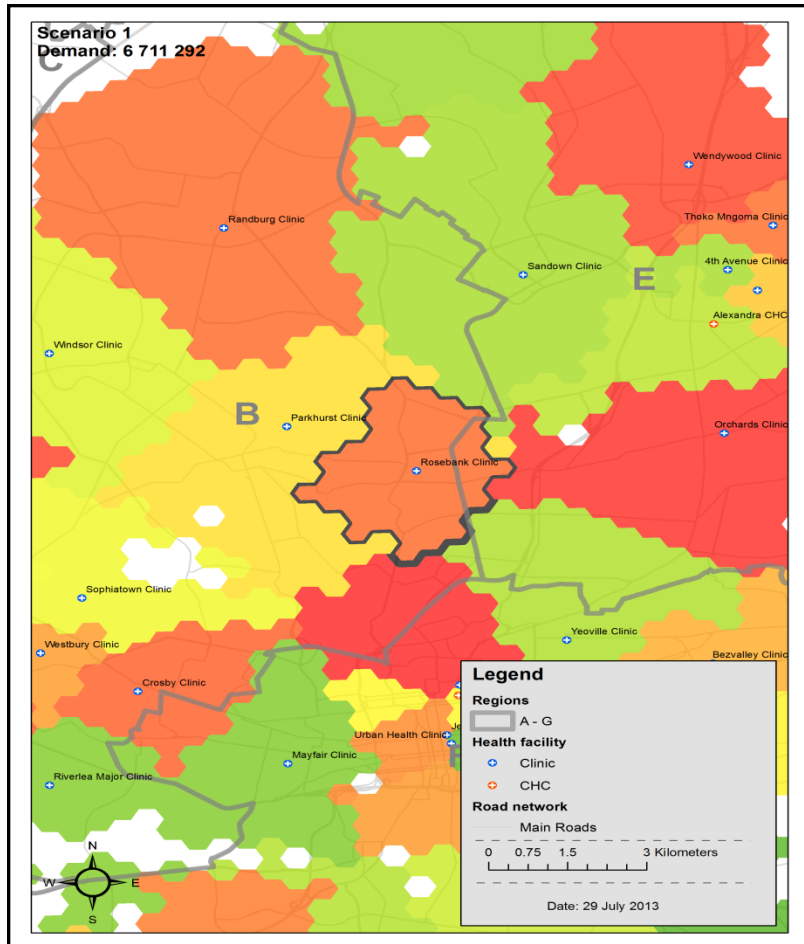 Scenario 1
Demand: 6 711 292
C
Wendywood Clinic
Randburg Clinic
Thoko Mngoma Clinic
Sandown Clinic
4th Avenue Clinic
E
Alexandra CHC
Windsor Clinic
B
Parkhurst Clinic
Orchards Clinic
Rosebank Clinic
Sophiatown Clinic
Yeoville Clinic
Westbury Clinic
Bezvalley Clinic
Crosby Clinic
Urban Health Clinic
Mayfair Clinic
Riverlea Major Clinic
Legend
Regions
A - G
Health facility
Clinic
CHC
Road network
Main Roads
0 0.75 1.5 3 Kilometers
Date: 29 July 2013
N
W E
S